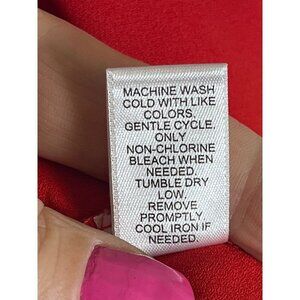 MACHINE WASH
COLD WITH LIKE
COLORS,
GENTLE CYCLE,
ONLY
NON-CHLORINE
BLEACH WHEN
NEEDED.
TUMBLE DRY
LOW,
REMOVE
PROMPTLY.
COOL IRON IF
NEEDED.